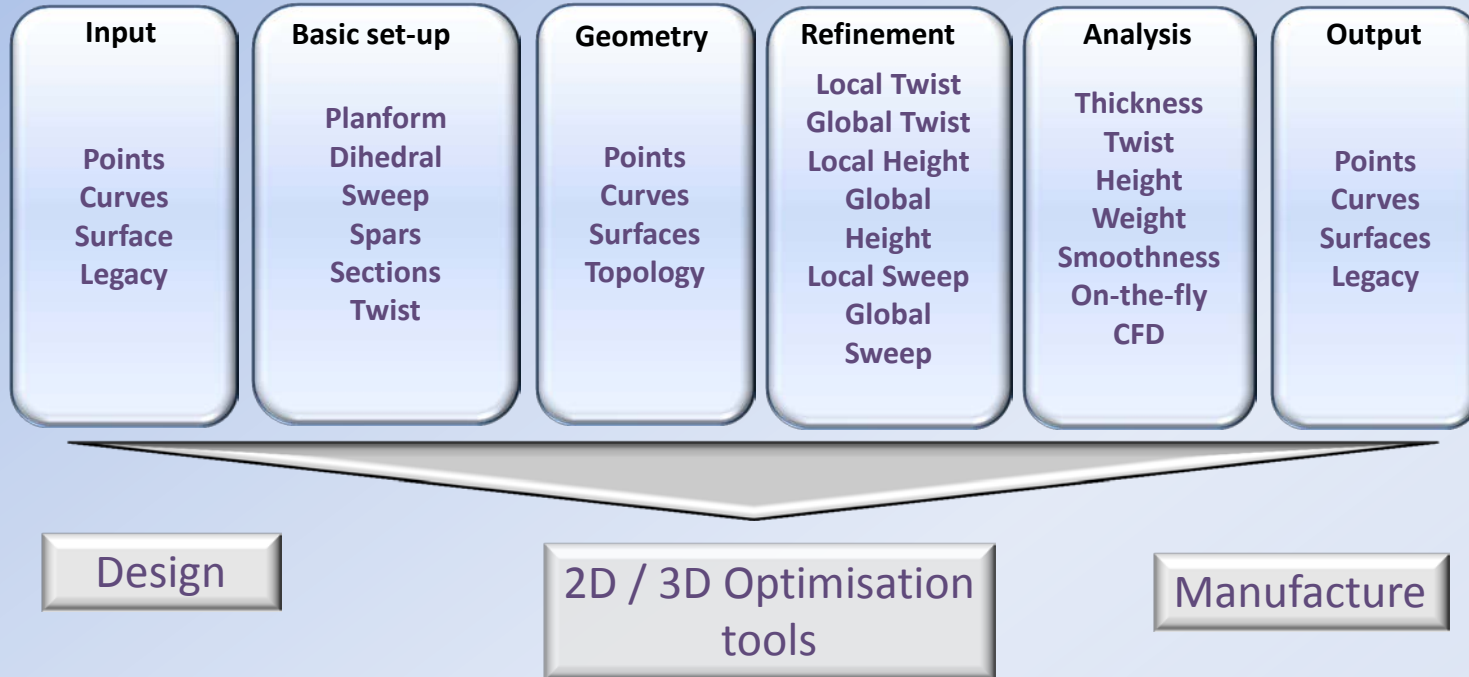 Input
Points
Curves
Surface
Legacy
Basic set-up
Planform
Dihedral
Sweep
Spars
Sections
Twist
Geometry
Points
Curves
Surfaces
Topology
Refinement
Local Twist
Global Twist
Local Height
Global
Height
Local Sweep
Global
Sweep
Analysis
Thickness
Twist
Height
Weight
Smoothness
On-the-fly
CFD
Output
Points
Curves
Surfaces
Legacy
Design
2D / 3D Optimisation
tools
Manufacture